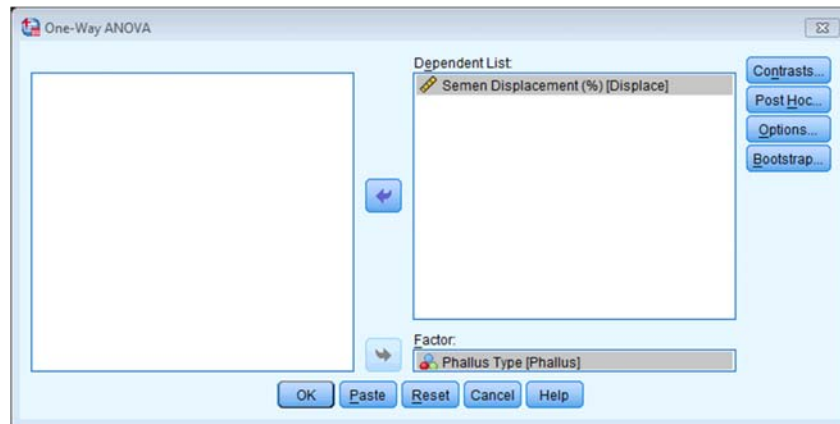 One-Way ANOVA
Dependent List:
Semen Displacement (%) [Displace]
Contrasts...
Post Hoc...
Options...
Bootstrap...
Factor:
Phallus Type [Phallus]
OK Paste Reset Cancel Help